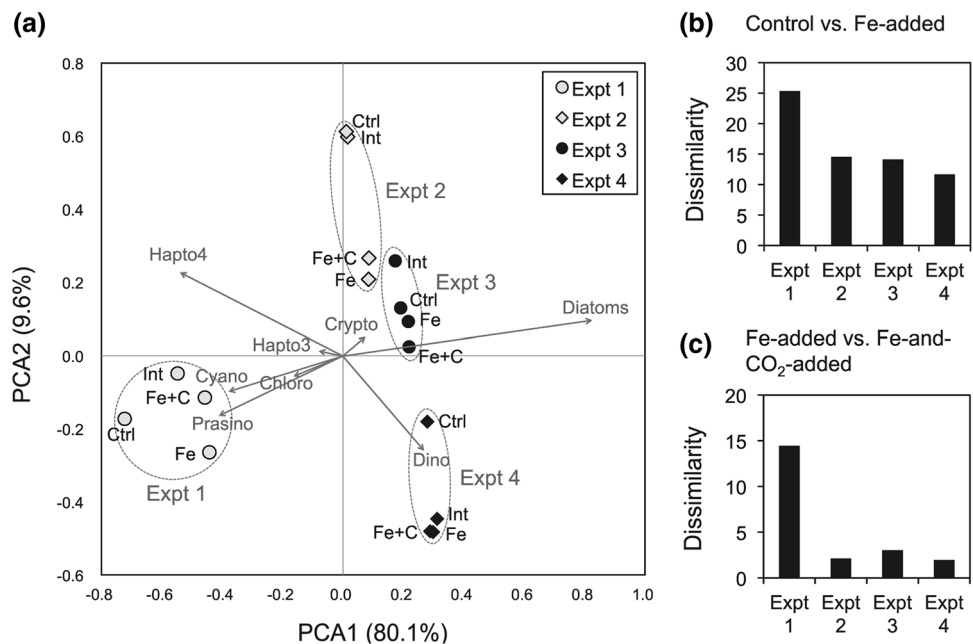 (a)
0.8
0.6
0.4
0.2
0.0
-0.2
-0.4
-0.6
PCA2 (9.6%)
-0.8
-0.6
-0.4
-0.2
0.0
0.2
0.4
0.6
0.8
1.0
PCA1 (80.1%)
Expt 1
Expt 2
Expt 3
Expt 4
Ctrl
Int
Expt 2
Fe+C
Fe
Int
Expt 3
Ctrl
Fe
Fe+C
Hapto4
Diatoms
Crypto
Hapto3
Cyano
Chloro
Prasino
Dino
Int
Fe+C
Ctrl
Fe
Expt 1
Ctrl
Expt 4
Int
Fe+C
Fe
(b)
Control vs. Fe-added
Dissimilarity
30
25
20
15
10
5
0
Expt Expt Expt Expt
1 2 3 4
(c)
Fe-added vs. Fe-and-
CO₂-added
Dissimilarity
20
15
10
5
0
Expt Expt Expt Expt
1 2 3 4